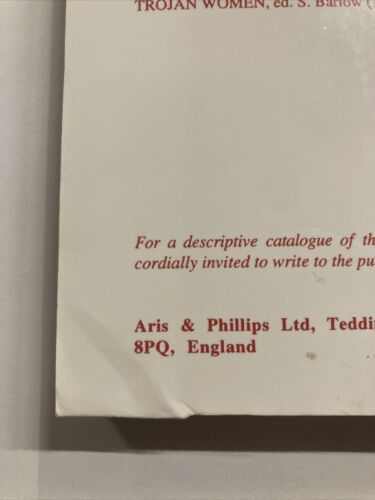 TROJAN WOMEN, ed. S. Barlow (
For a descriptive catalogue of th
cordially invited to write to the pu
Aris & Phillips Ltd, Teddi
8PQ, England